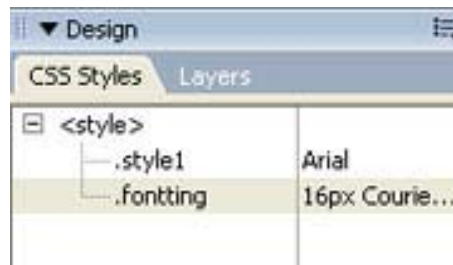 Design
CSS Styles Layers
<style>
.style1 Arial
.fontting 16px Courie...